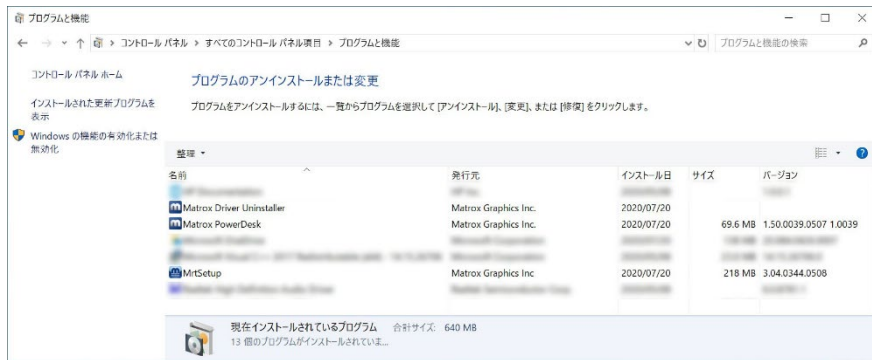 プログラムと機能
コントロール パネル › すべてのコントロール パネル項目 › プログラムと機能
プログラムと機能の検索
コントロール パネル ホーム
インストールされた更新プログラムを
表示
Windows の機能の有効化または
無効化
プログラムのアンインストールまたは変更
プログラムをアンインストールするには、一覧からプログラムを選択して [アンインストール]、[変更]、または [修復] をクリックします。
整理
名前 発行元 インストール日 サイズ バージョン
Matrox Driver Uninstaller Matrox Graphics Inc. 2020/07/20
Matrox PowerDesk Matrox Graphics Inc. 2020/07/20 69.6 MB 1.50.0039.0507 1.0039
MrtSetup Matrox Graphics Inc 2020/07/20 218 MB 3.04.0344.0508
現在インストールされているプログラム 合計サイズ: 640 MB
13 個のプログラムがインストールされていま...